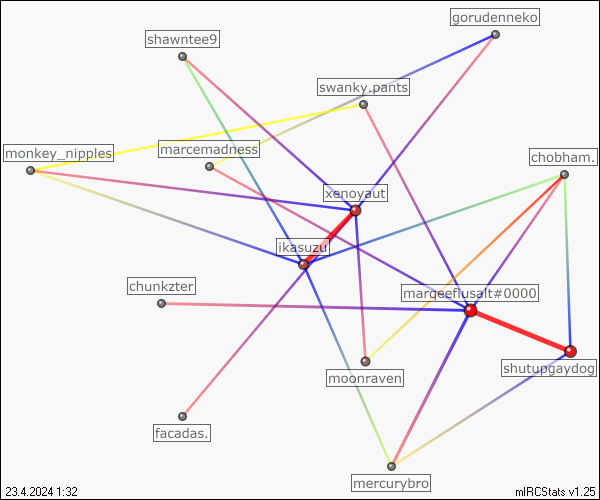 gorudenneko
shawntee9
swanky.pants
marcemadness
monkey_nipples
chobham.
xenoyaut
ikasuzu
chunkzter
marqeefiusalt#0000
shutupgaydog
moonraven
facadas.
mercurybro
23.4.2024 1:32
mIRCStats v1.25